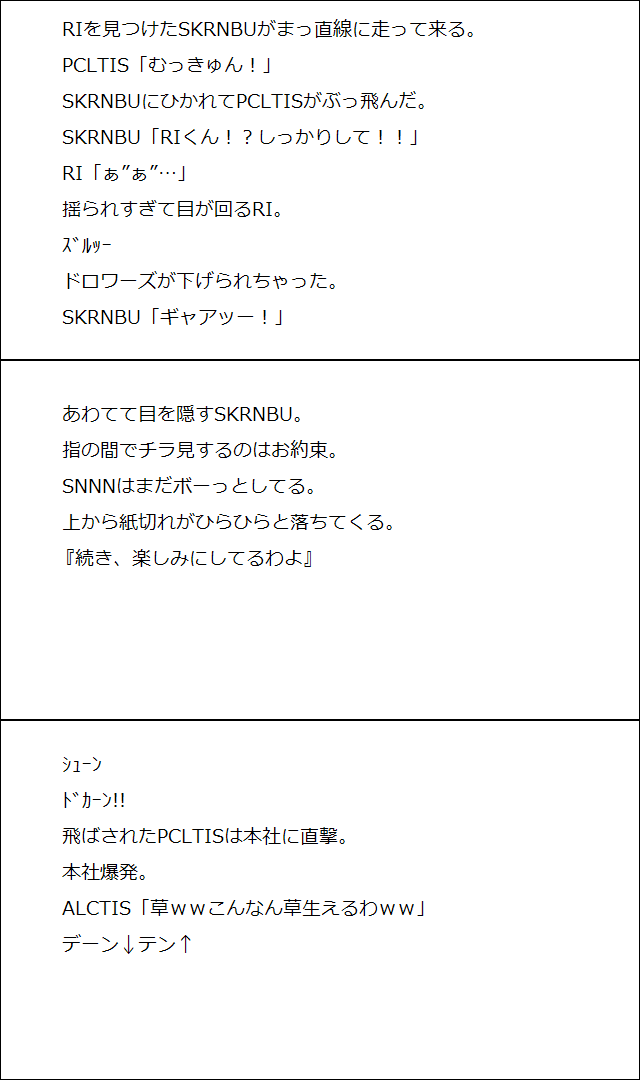 RIを見つけたSKRNBUがまっ直線に走って来る。
PCLTIS「むっきゅん！」
SKRNBUにひかれてPCLTISがぶっ飛んだ。
SKRNBU「RIくん！？しっかりして！！」
RI「ぁ”ぁ”…」
揺られすぎて目が回るRI。
ｽﾞﾙｯｰ
ドロワーズが下げられちゃった。
SKRNBU「ギャアッー！」
あわてて目を隠すSKRNBU。
指の間でチラ見するのはお約束。
SNNNはまだボーっとしてる。
上から紙切れがひらひらと落ちてくる。
『続き、楽しみにしてるわよ』
ｼｭｰﾝ
ﾄﾞｶｰﾝ!!
飛ばされたPCLTISは本社に直撃。
本社爆発。
ALCTIS「草ｗｗこんなん草生えるわｗｗ」
デーン↓テン↑